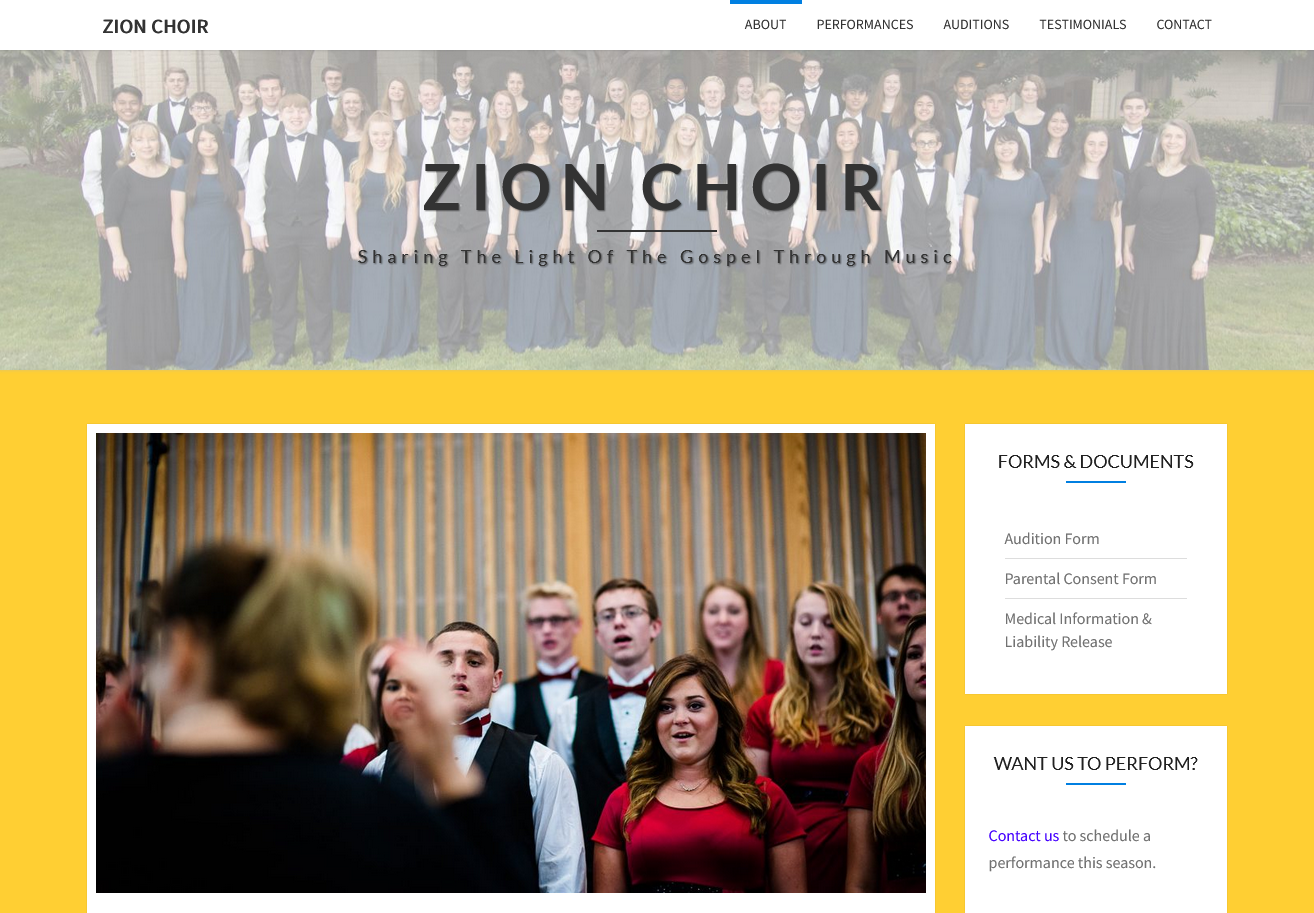 ZION CHOIR
ABOUT
PERFORMANCES
AUDITIONS
TESTIMONIALS
CONTACT
ZION CHOIR
Sharing The Light Of The Gospel Through Music
FORMS & DOCUMENTS
Audition Form
Parental Consent Form
Medical Information &
Liability Release
WANT US TO PERFORM?
Contact us to schedule a
performance this season.